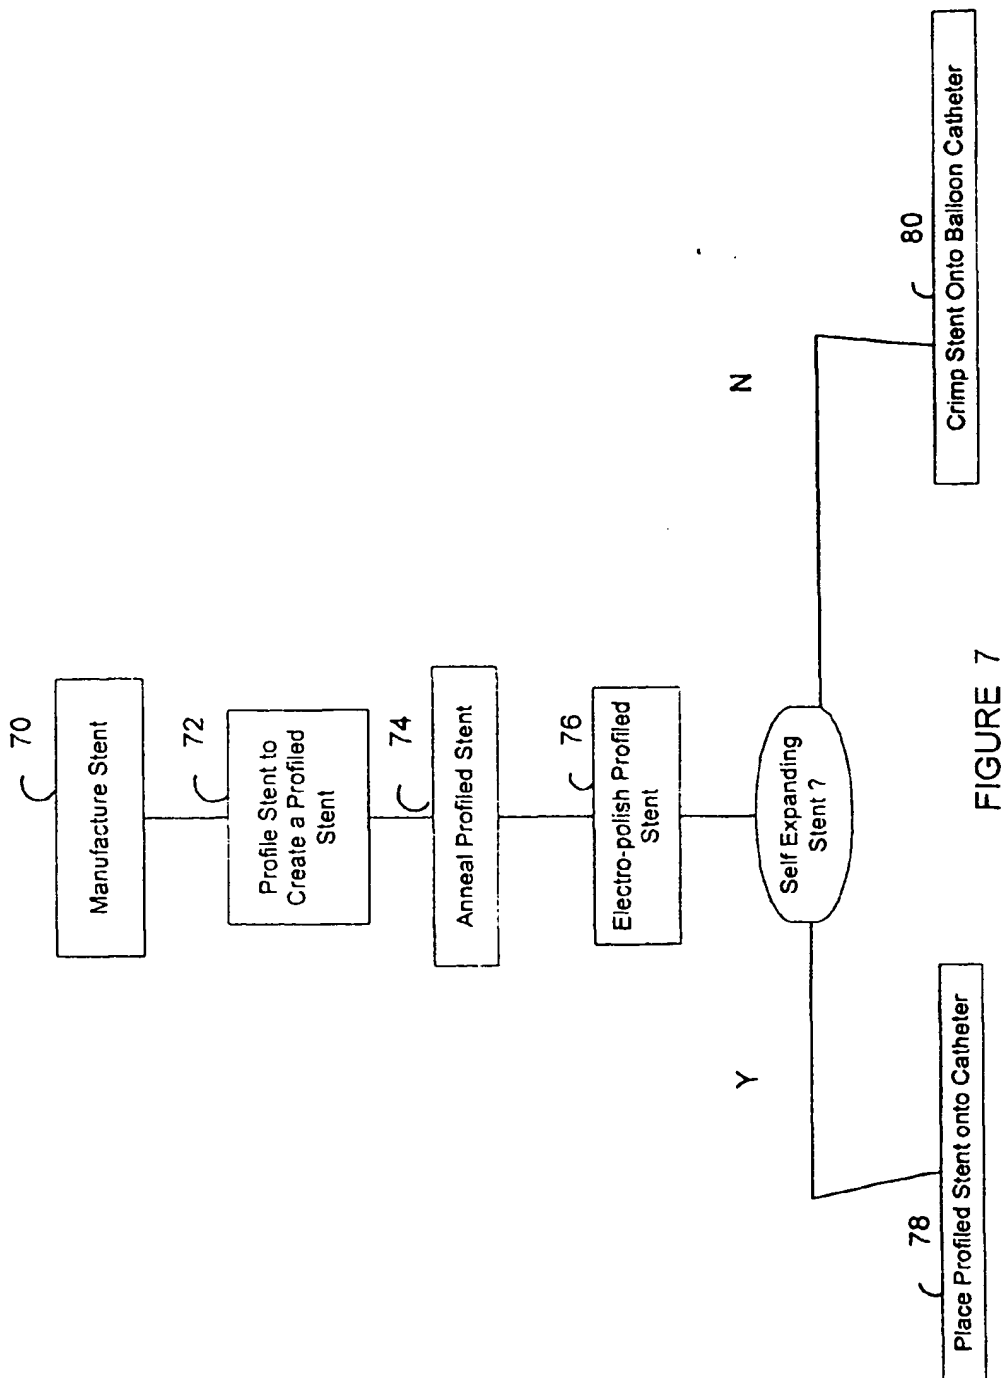 70
Manufacture Stent
72
Profile Stent to
Create a Profiled
Stent
74
Anneal Profiled Stent
76
Electro-polish Profiled
Stent
Self Expanding
Stent ?
Y
N
78
Place Profiled Stent onto Catheter
80
Crimp Stent Onto Balloon Catheter
FIGURE 7